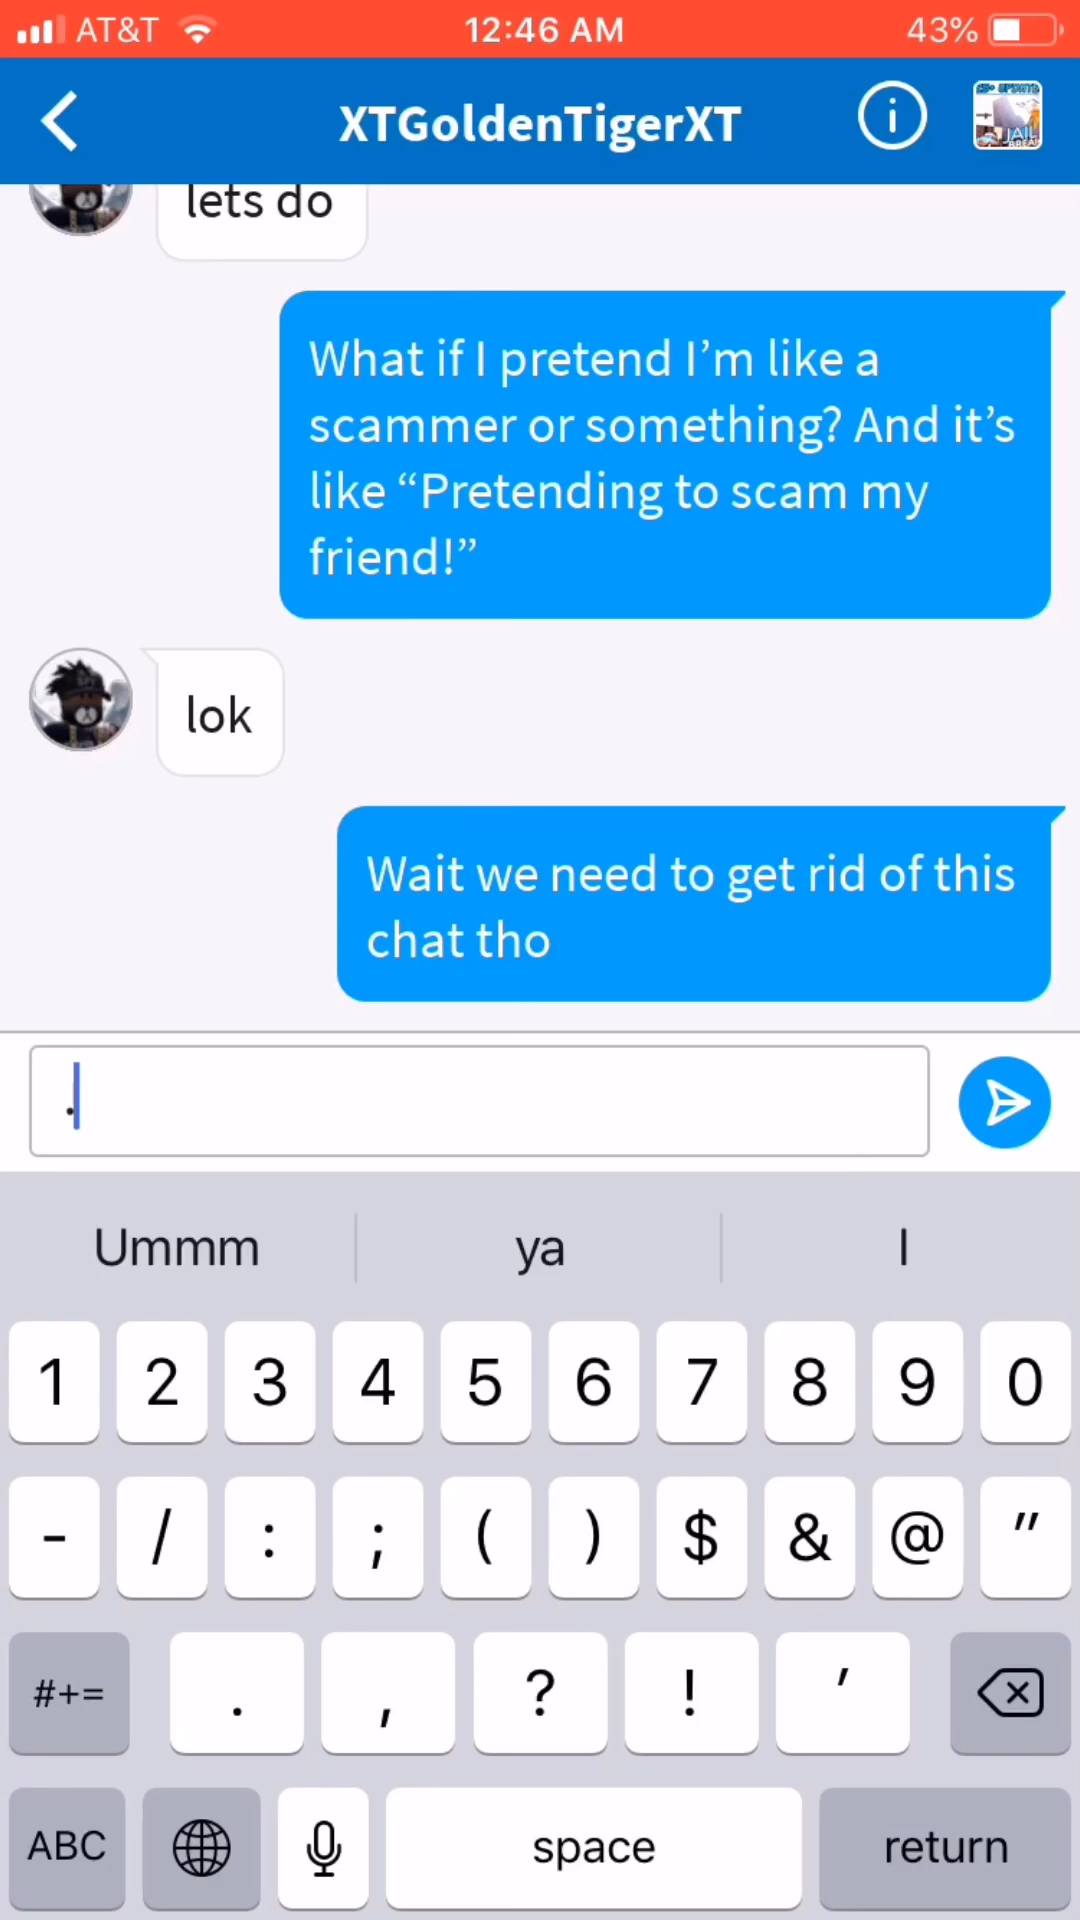 AT&T 12:46 AM 43%
XTGoldenTigerXT
JAIL
lets do
What if I pretend I’m like a
scammer or something? And it’s
like “Pretending to scam my
friend!”
lok
Wait we need to get rid of this
chat tho
.
Ummm ya I
1 2 3 4 5 6 7 8 9 0
- / : ; ( ) $ & @ "
#+= . , ? ! ’
ABC space return